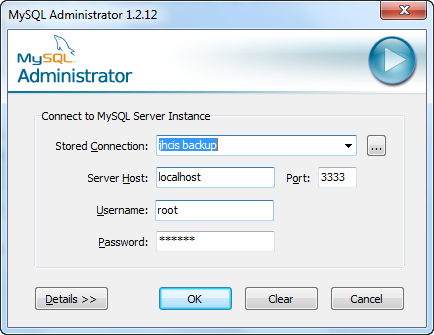 MySQL Administrator 1.2.12
MySQL
Administrator
Connect to MySQL Server Instance
Stored Connection: jhcis backup ...
Server Host: localhost Port: 3333
Username: root
Password: ******
Details >> OK Clear Cancel